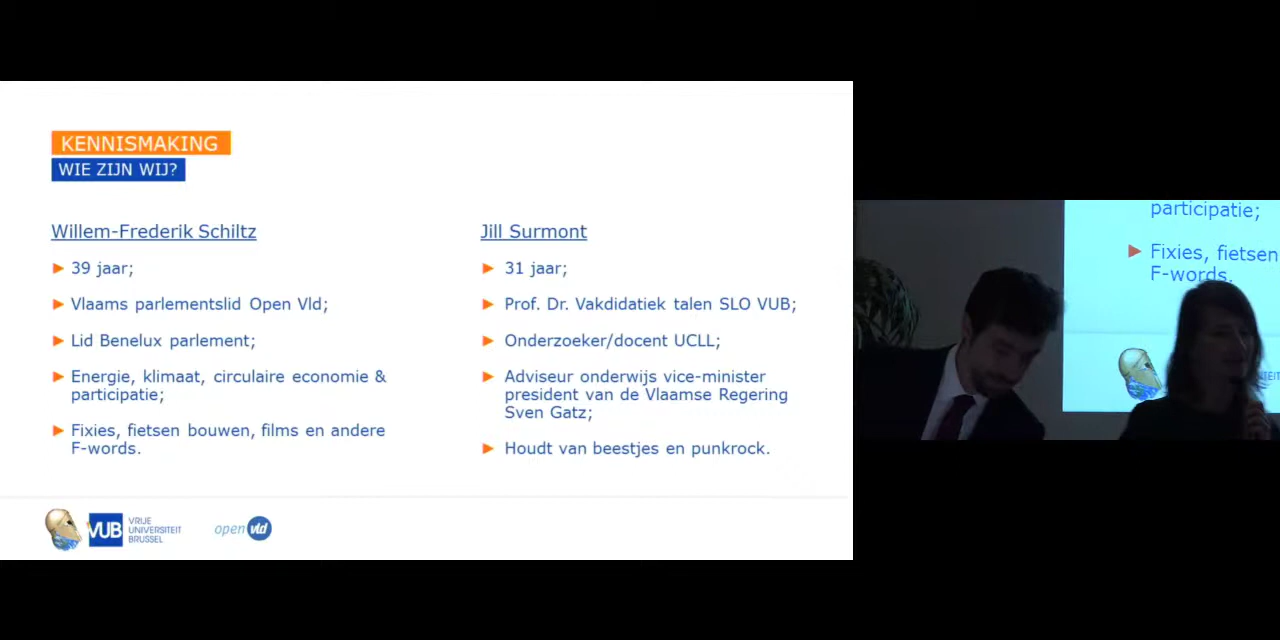 KENNISMAKING
WIE ZIJN WIJ?
Willem-Frederik Schiltz
► 39 jaar;
► Vlaams parlementslid Open Vld;
► Lid Benelux parlement;
► Energie, klimaat, circulaire economie &
participatie;
► Fixies, fietsen bouwen, films en andere
F-words.
Jill Surmont
► 31 jaar;
► Prof. Dr. Vakdidatiek talen SLO VUB;
► Onderzoeker/docent UCLL;
► Adviseur onderwijs vice-minister
president van de Vlaamse Regering
Sven Gatz;
► Houdt van beestjes en punkrock.
VUB
VRIJE
UNIVERSITEIT
BRUSSEL
open vld
participatie;
► Fixies, fietsen
F-words.